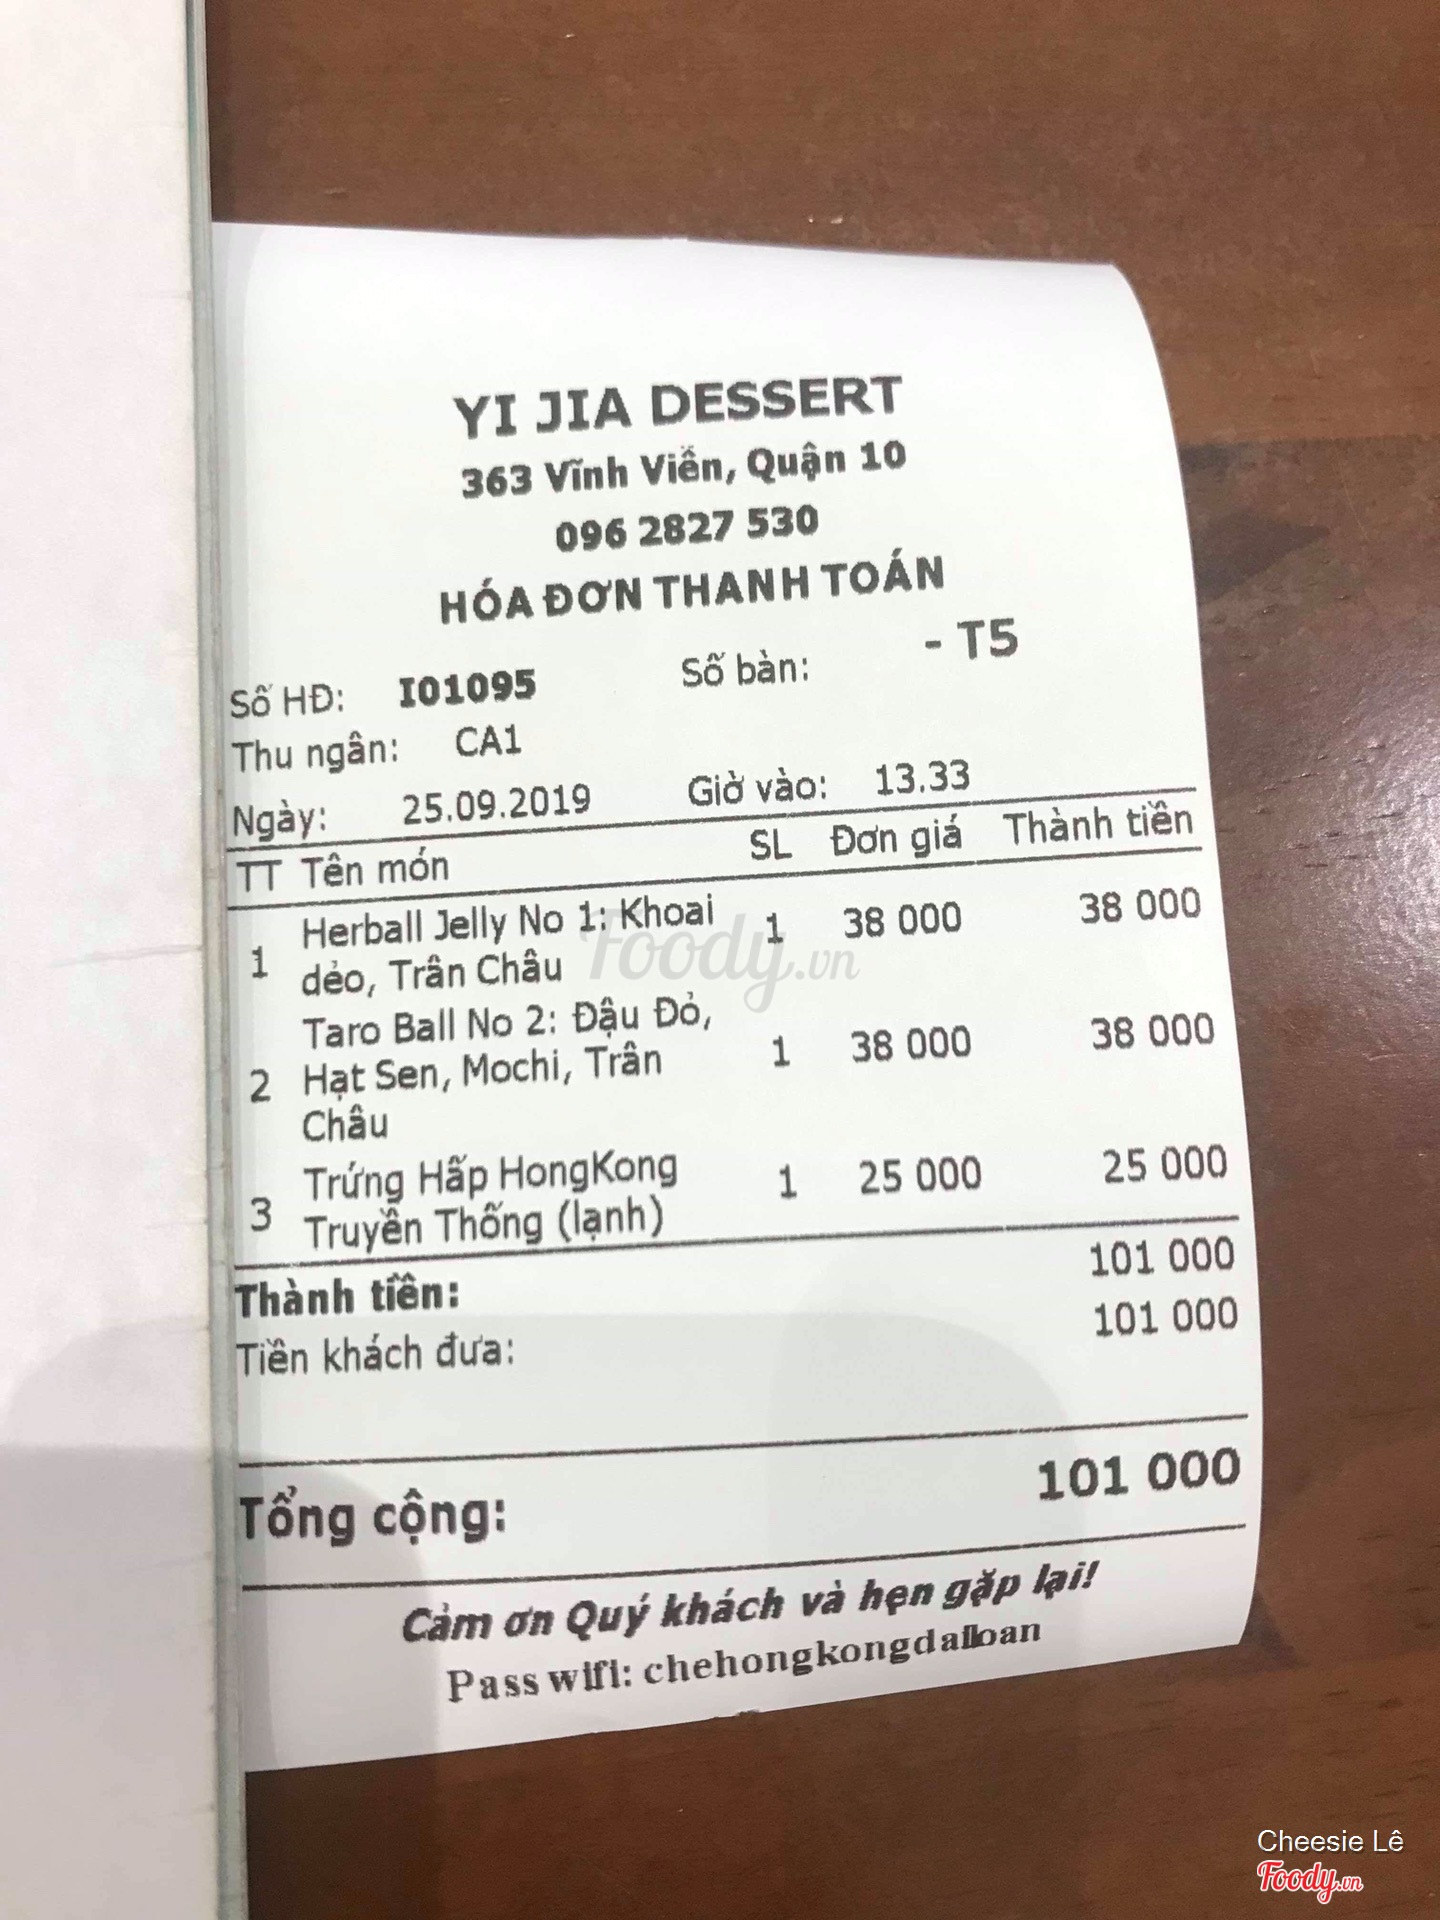 YI JIA DESSERT
363 Vĩnh Viễn, Quận 10
096 2827 530
HÓA ĐƠN THANH TOÁN
Số HĐ: I01095 Số bàn: - T5
Thu ngân: CA1
Ngày: 25.09.2019 Giờ vào: 13.33
TT Tên món SL Đơn giá Thành tiền
1 Herball Jelly No 1: Khoai 1 38 000 38 000
dẻo, Trân Châu
Taro Ball No 2: Đậu Đỏ,
2 Hạt Sen, Mochi, Trân 1 38 000 38 000
Châu
3 Trứng Hấp HongKong 1 25 000 25 000
Truyền Thống (lạnh)
Thành tiền: 101 000
Tiền khách đưa: 101 000
Tổng cộng: 101 000
Cảm ơn Quý khách và hẹn gặp lại!
Pass wifi: chehongkongdailoan
Foody.vn
Cheesie Lê
Foody.vn